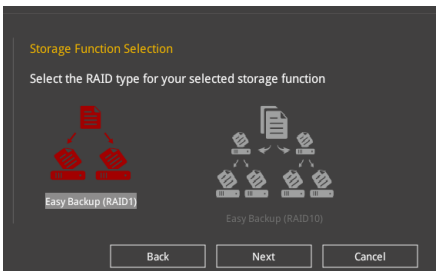 Storage Function Selection
Select the RAID type for your selected storage function
Easy Backup (RAID1)
Easy Backup (RAID10)
Back
Next
Cancel